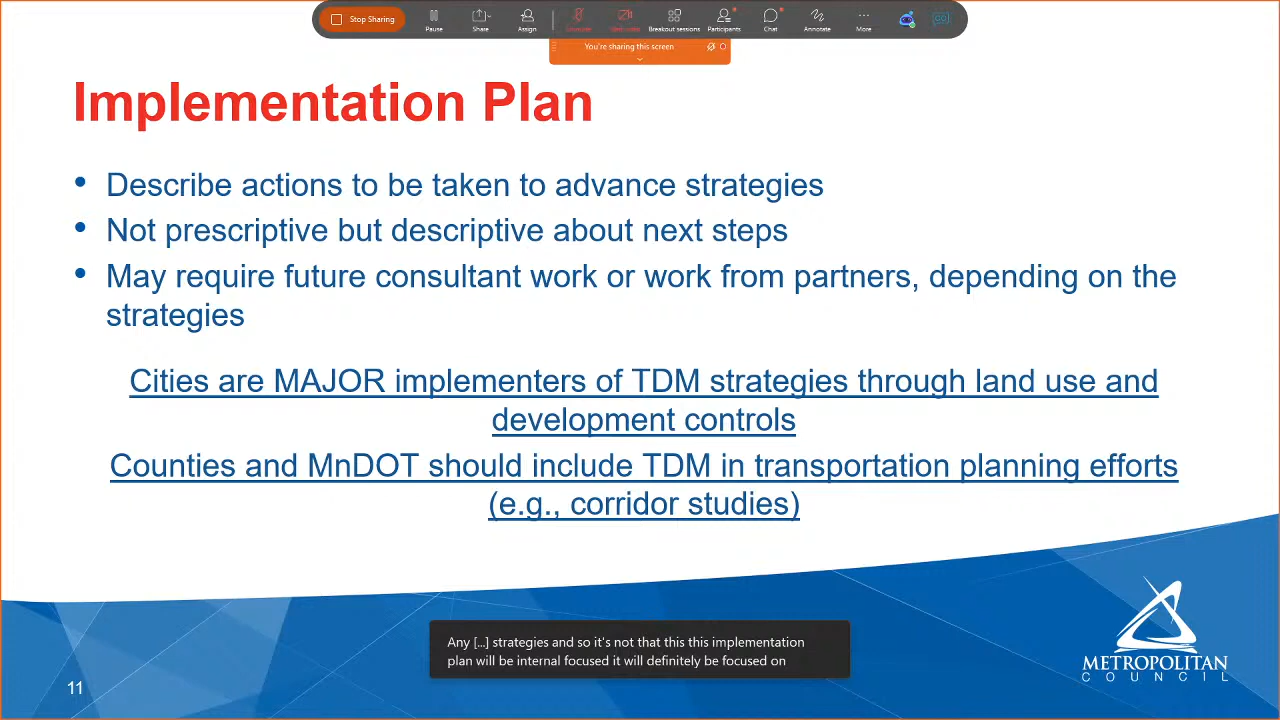 Stop Sharing
Pause
Share
Assign
Breakout sessions
Participants
Chat
Annotate
More
You're sharing this screen
Implementation Plan
• Describe actions to be taken to advance strategies
• Not prescriptive but descriptive about next steps
• May require future consultant work or work from partners, depending on the
strategies
Cities are MAJOR implementers of TDM strategies through land use and
development controls
Counties and MnDOT should include TDM in transportation planning efforts
(e.g., corridor studies)
Any [...] strategies and so it's not that this this implementation
plan will be internal focused it will definitely be focused on
11
METROPOLITAN
COUNCIL